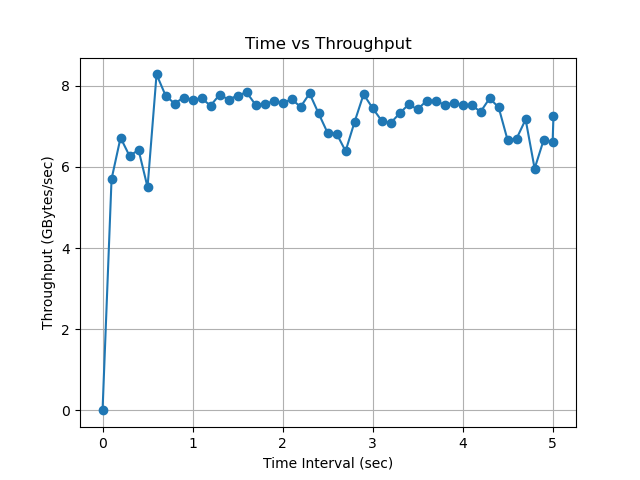 Time vs Throughput
Throughput (GBytes/sec)
8
6
4
2
0
0 1 2 3 4 5
Time Interval (sec)